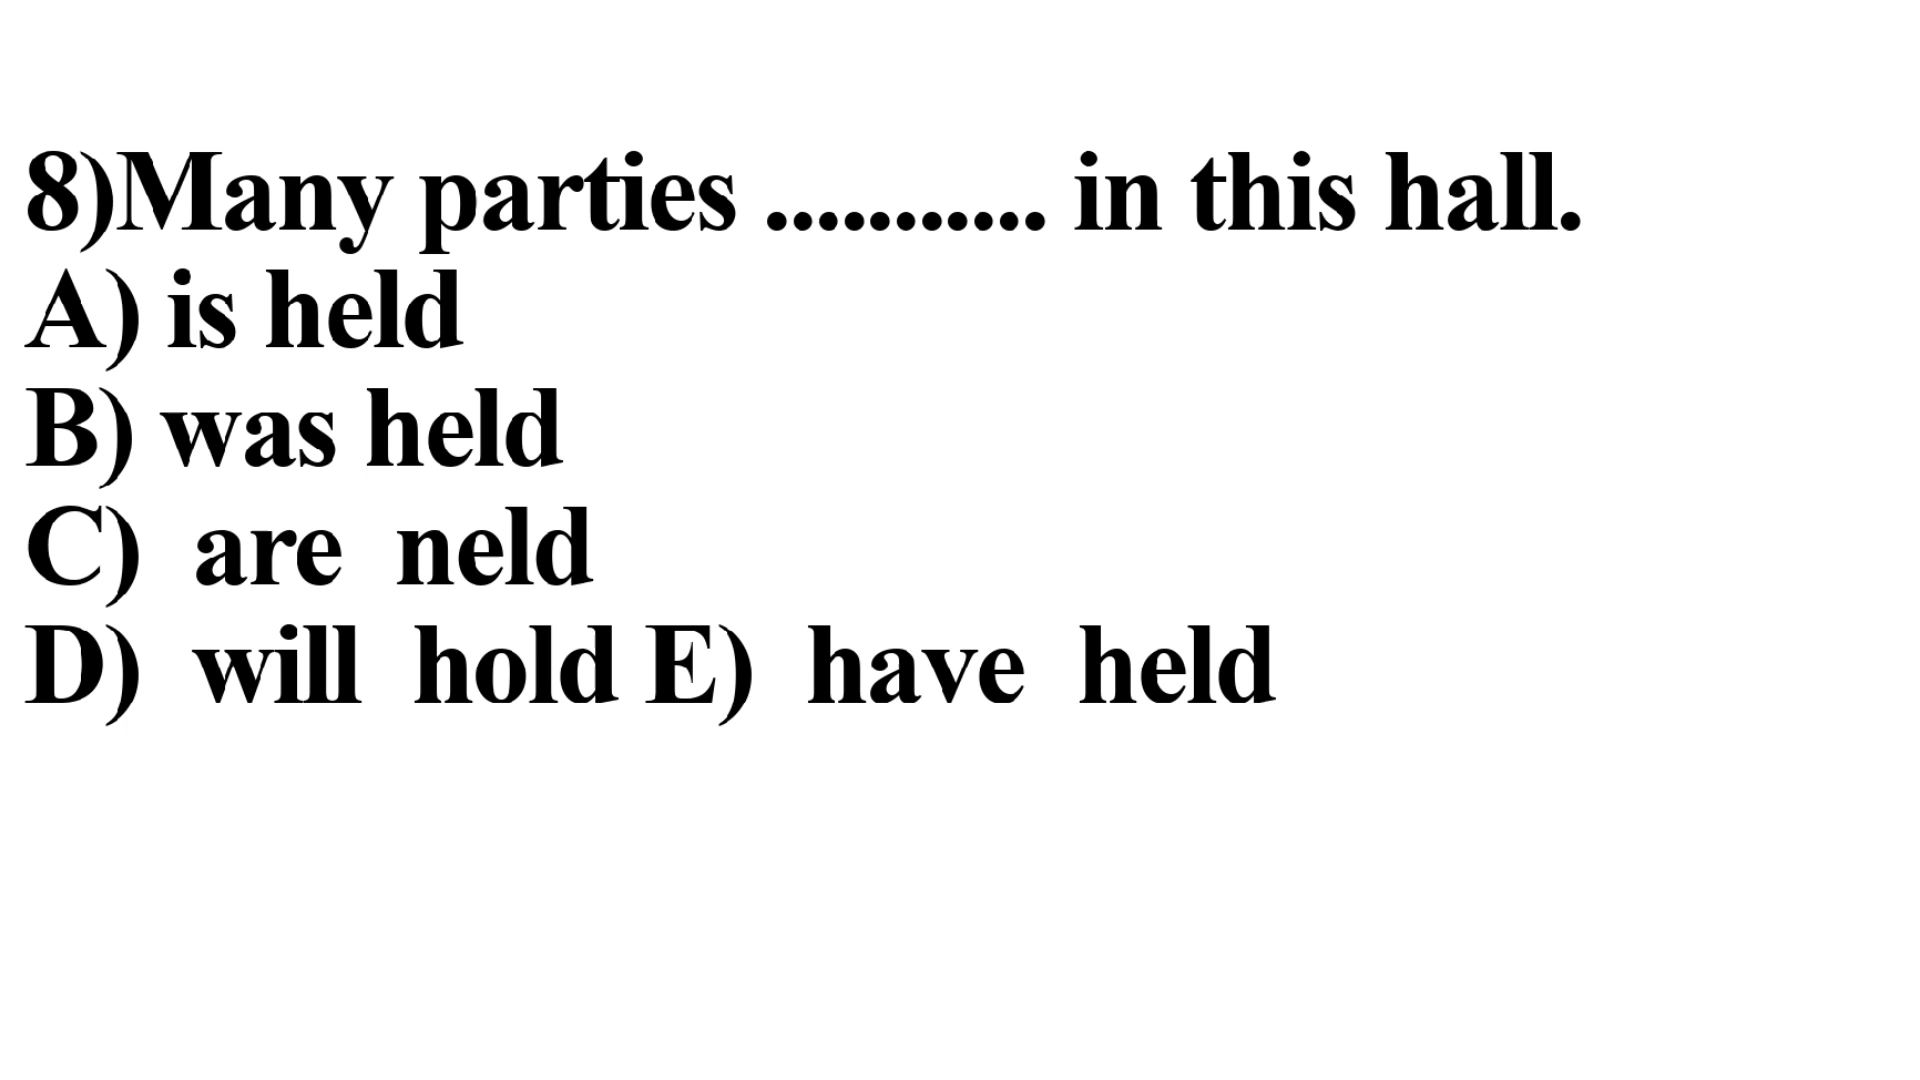 8)Many parties ........... in this hall.
A) is held
B) was held
C) are neld
D) will hold E) have held